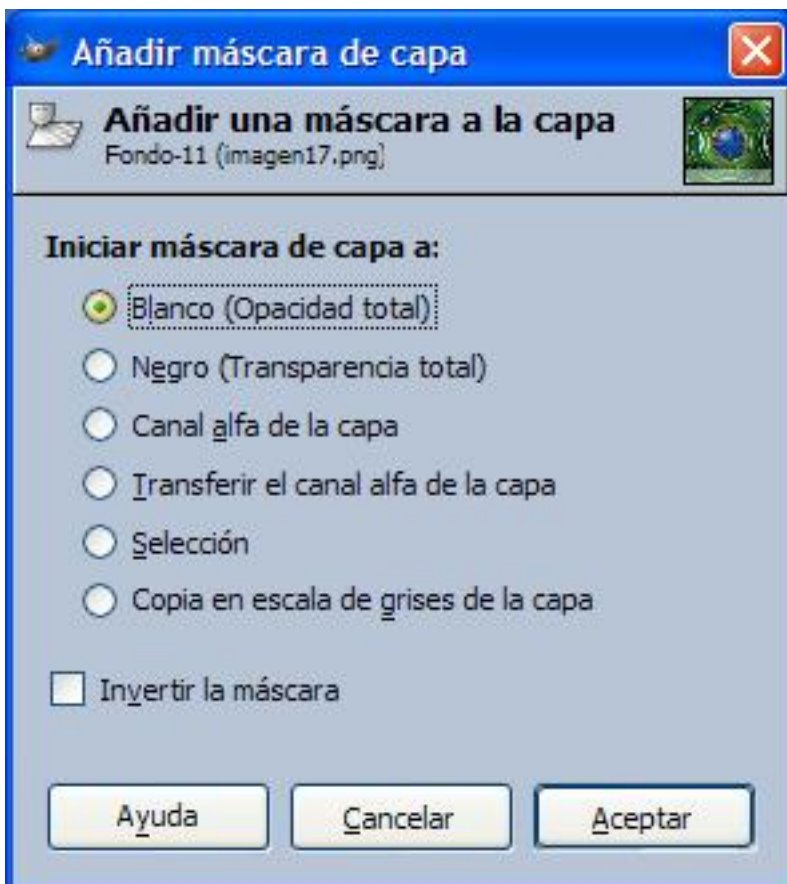 Añadir máscara de capa
Añadir una máscara a la capa
Fondo-11 (imagen17.png)
Iniciar máscara de capa a:
Blanco (Opacidad total)
Negro (Transparencia total)
Canal alfa de la capa
Transferir el canal alfa de la capa
Selección
Copia en escala de grises de la capa
Invertir la máscara
Ayuda Cancelar Aceptar